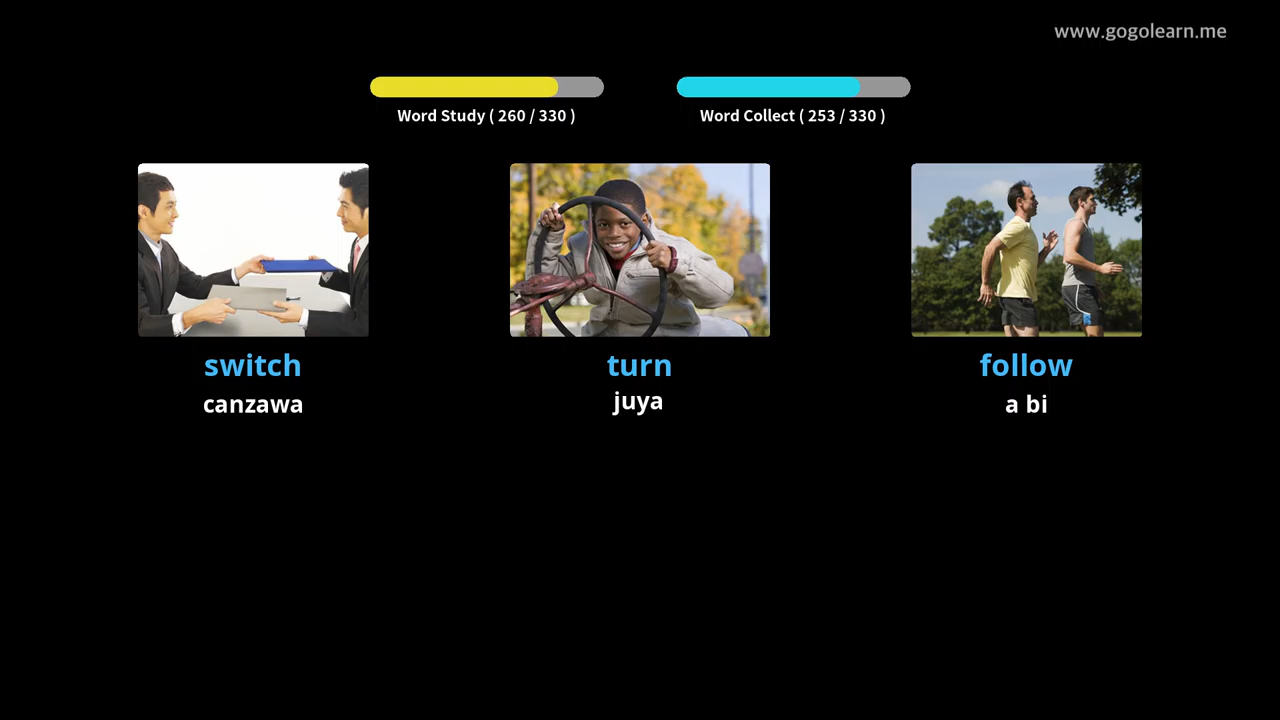 www.gogolearn.me
Word Study ( 260 / 330 )
Word Collect ( 253 / 330 )
switch
canzawa
turn
juya
follow
a bi